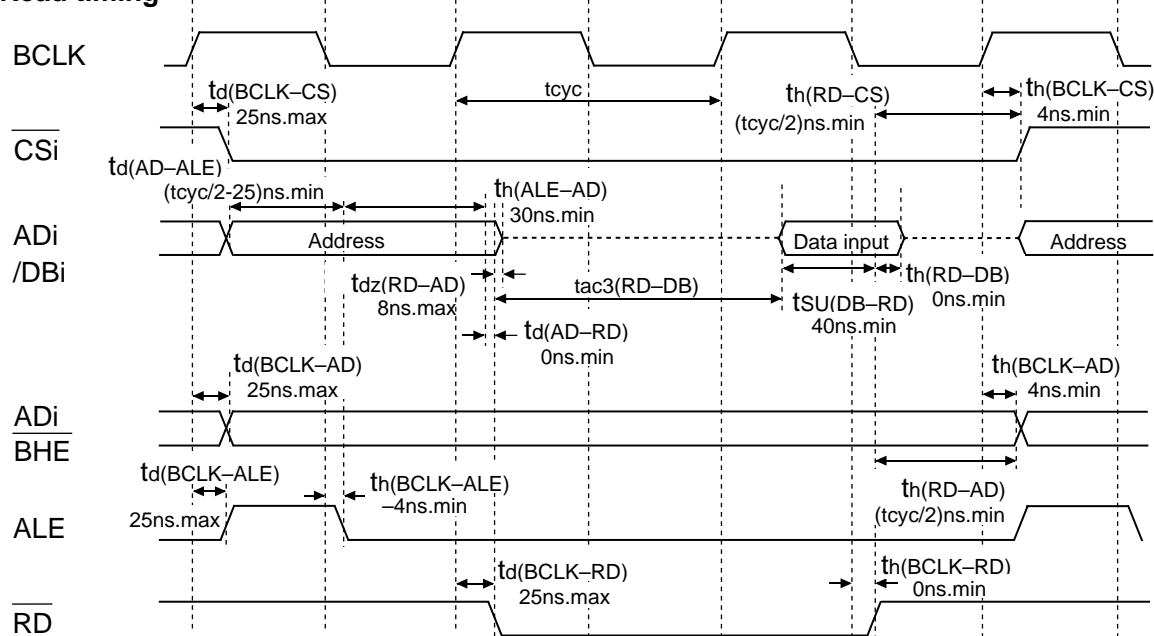 Read timing
BCLK
td(BCLK–CS)
25ns.max
tcyc
th(RD–CS)
(tcyc/2)ns.min
th(BCLK–CS)
4ns.min
CSi
td(AD–ALE)
(tcyc/2-25)ns.min
th(ALE–AD)
30ns.min
ADi
/DBi
Address
Data input
Address
tdz(RD–AD)
8ns.max
tac3(RD–DB)
tSU(DB–RD)
40ns.min
th(RD–DB)
0ns.min
td(AD–RD)
0ns.min
td(BCLK–AD)
25ns.max
th(BCLK–AD)
4ns.min
ADi
BHE
td(BCLK–ALE)
25ns.max
th(BCLK–ALE)
–4ns.min
th(RD–AD)
(tcyc/2)ns.min
ALE
td(BCLK–RD)
25ns.max
th(BCLK–RD)
0ns.min
RD